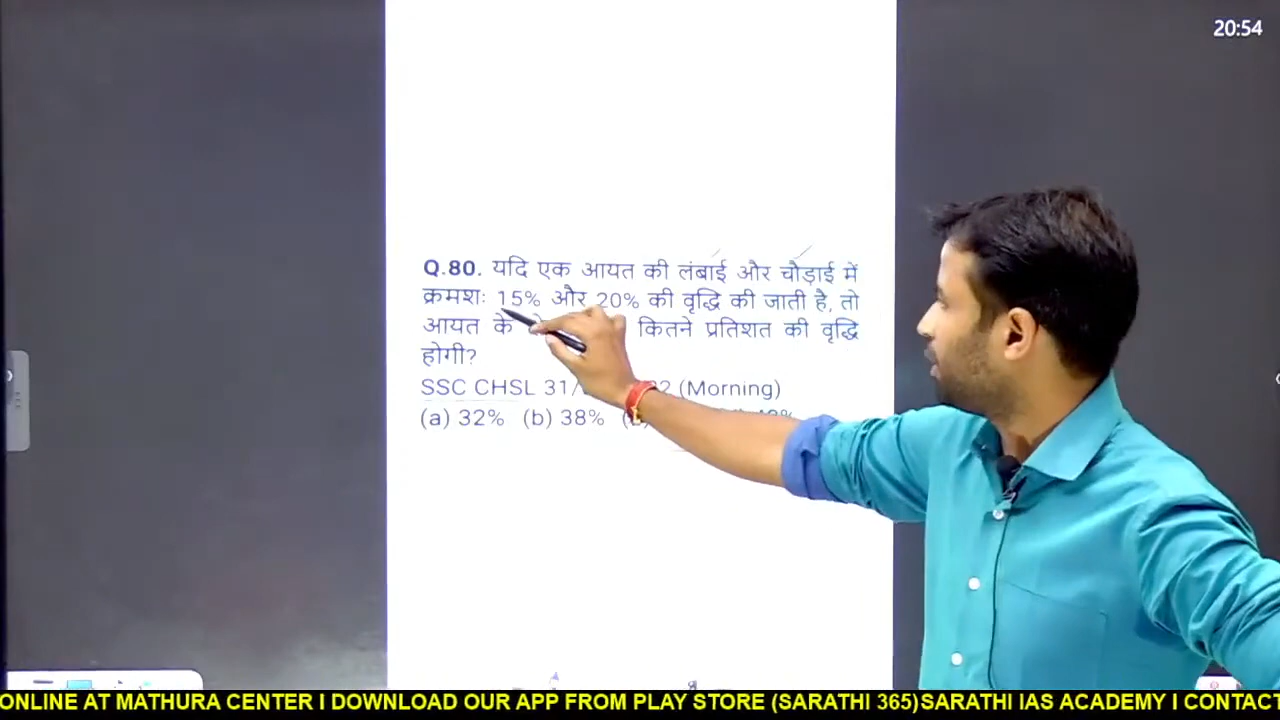 20:54
Q.80. यदि एक आयत की लंबाई और चौड़ाई में
क्रमशः 15% और 20% की वृद्धि की जाती है, तो
आयत के कितने प्रतिशत की वृद्धि
होगी?
SSC CHSL 31/ (Morning)
(a) 32% (b) 38%
ONLINE AT MATHURA CENTER I DOWNLOAD OUR APP FROM PLAY STORE (SARATHI 365)SARATHI IAS ACADEMY I CONTACT